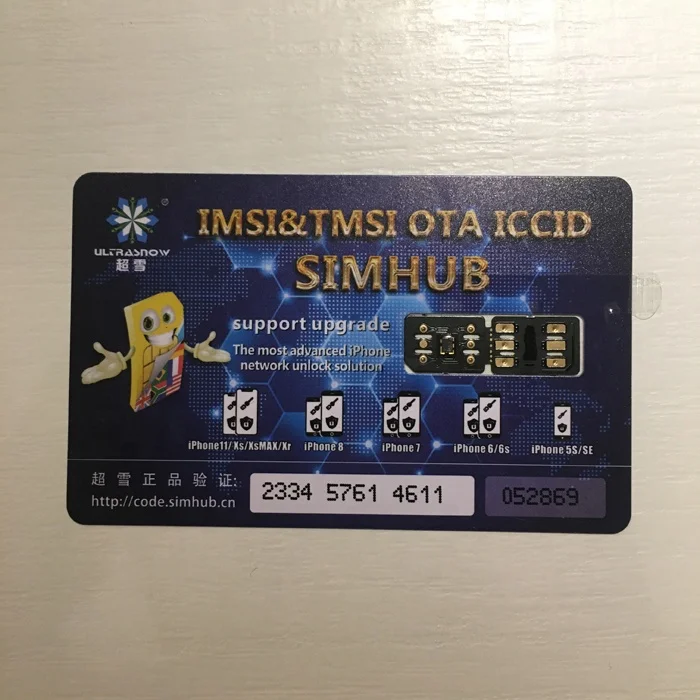 IMSI&TMSI OTA ICCID
ULTRASNOW
超雪
®
SIMHUB
support upgrade
The most advanced iPhone
network unlock solution
iPhone11/Xs/XsMAX/Xr
iPhone 8
iPhone 7
iPhone 6/6s
iPhone 5S/SE
超雪正品验证:
http://code.simhub.cn
2334 5761 4611
052869